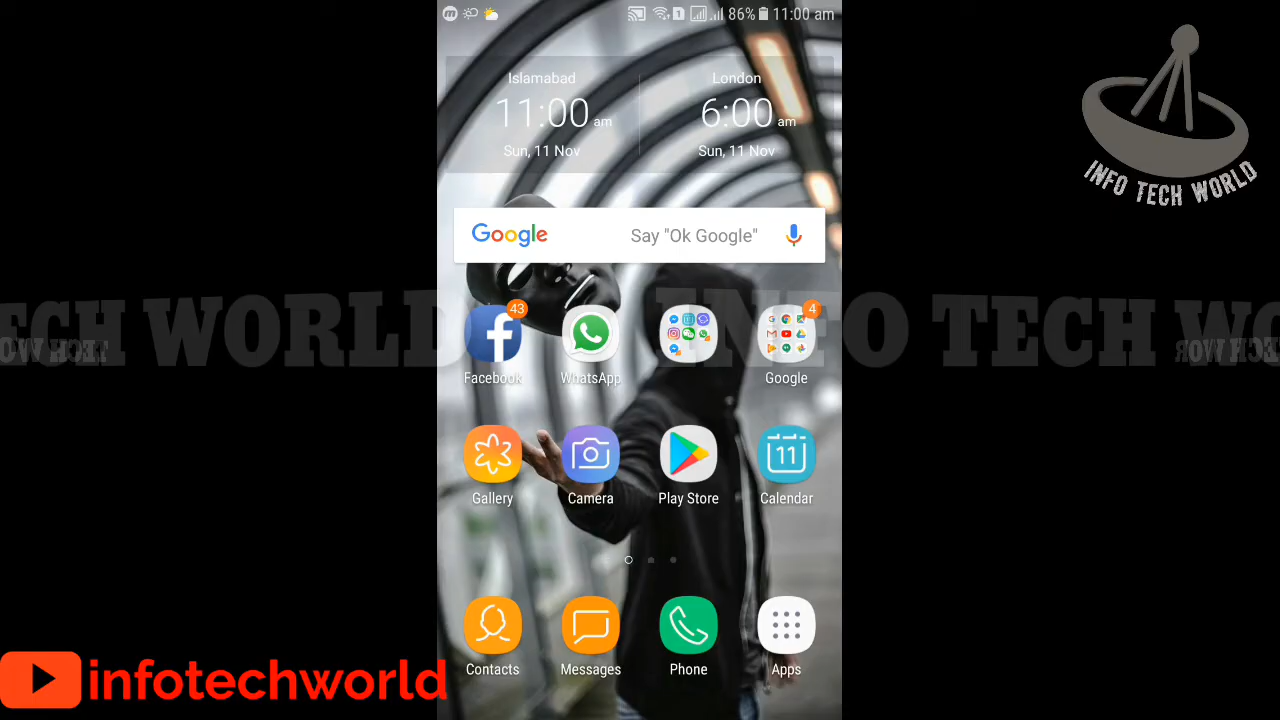 86% 11:00 am
Islamabad
11:00 am
Sun, 11 Nov
London
6:00 am
Sun, 11 Nov
INFO TECH WORLD
Google
Say "Ok Google"
43
4
TECH WORLD
INFO TECH WO
Facebook
WhatsApp
Google
11
Gallery
Camera
Play Store
Calendar
Contacts
Messages
Phone
Apps
infotechworld